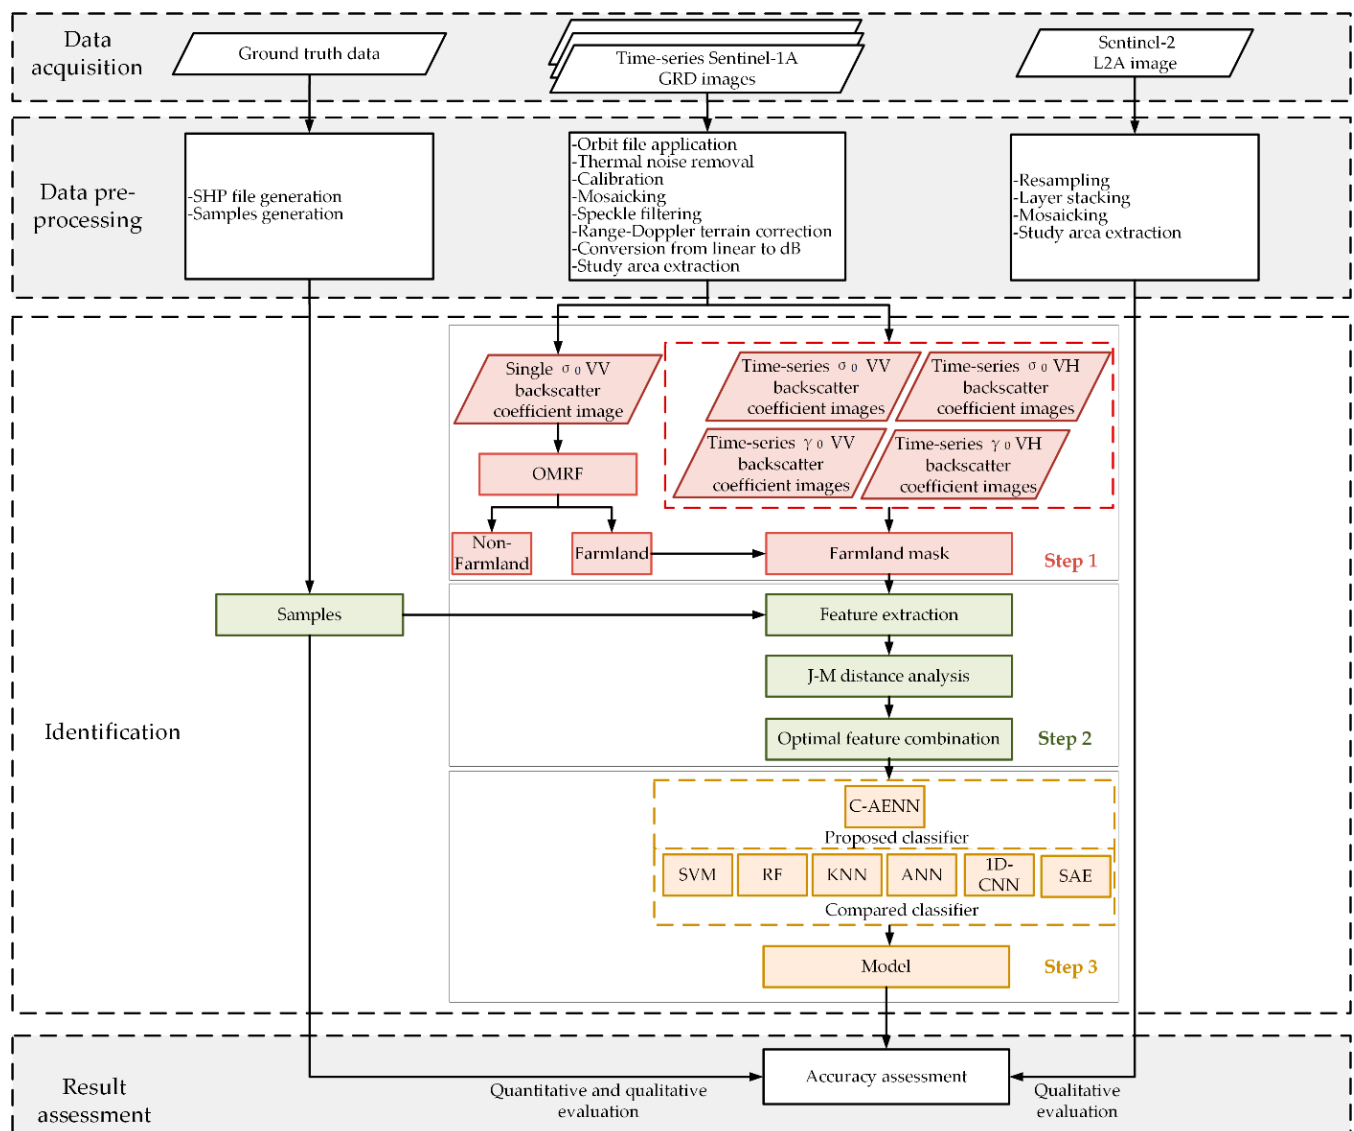 Data
acquisition
Ground truth data
Time-series Sentinel-1A
GRD images
Sentinel-2
L2A image
Data pre-
processing
-SHP file generation
-Samples generation
-Orbit file application
-Thermal noise removal
-Calibration
-Mosaicking
-Speckle filtering
-Range-Doppler terrain correction
-Conversion from linear to dB
-Study area extraction
-Resampling
-Layer stacking
-Mosaicking
-Study area extraction
Identification
Single σ₀ VV
backscatter
coefficient image
Time-series σ₀ VV
backscatter
coefficient images
Time-series σ₀ VH
backscatter
coefficient images
Time-series γ₀ VV
backscatter
coefficient images
Time-series γ₀ VH
backscatter
coefficient images
OMRF
Non-
Farmland
Farmland
Farmland mask
Step 1
Samples
Feature extraction
J-M distance analysis
Optimal feature combination
Step 2
C-AENN
Proposed classifier
SVM
RF
KNN
ANN
1D-
CNN
SAE
Compared classifier
Model
Step 3
Result
assessment
Accuracy assessment
Quantitative and qualitative
evaluation
Qualitative
evaluation